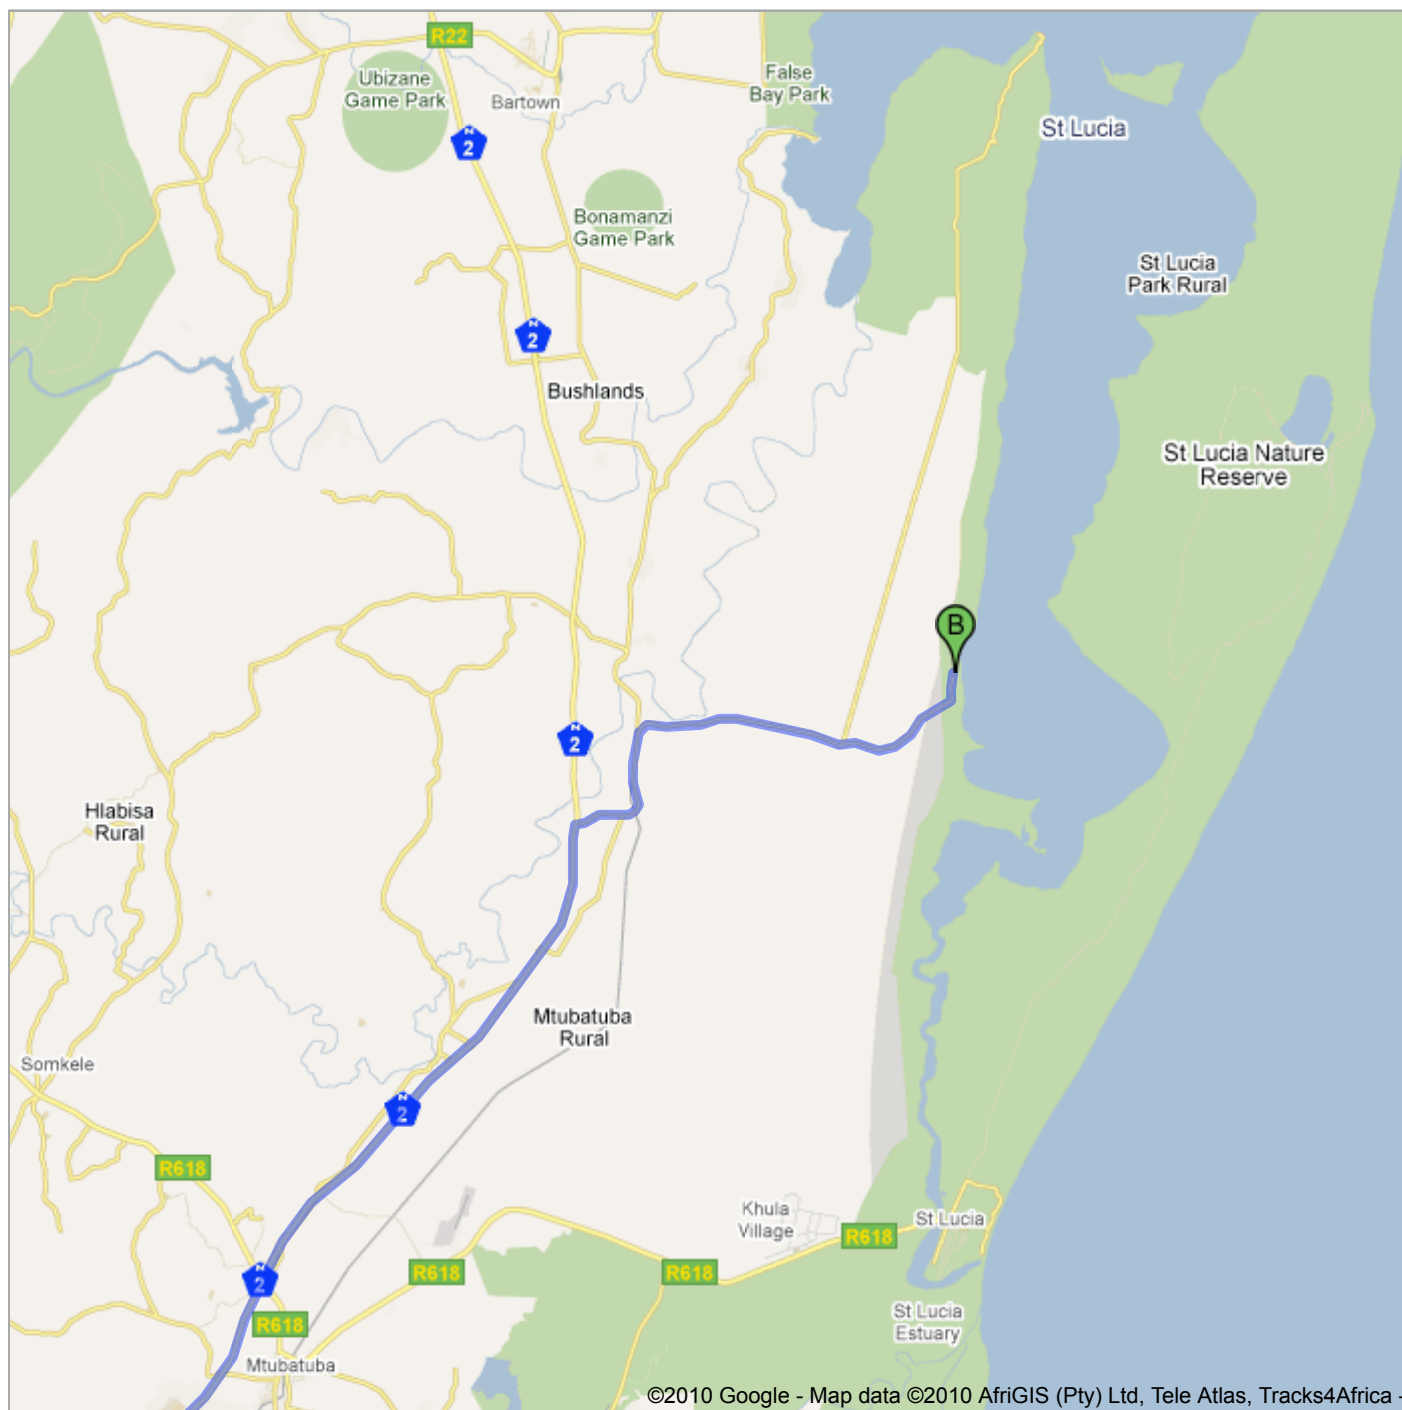 R22
Ubizane
Game Park
Bartown
False
Bay Park
N
2
St Lucia
Bonamanzi
Game Park
St Lucia
Park Rural
N
2
Bushlands
St Lucia Nature
Reserve
B
N
2
Hlabisa
Rural
Mtubatuba
Rural
Somkele
N
2
R618
Khula
Village
St Lucia
R618
N
2
R618
R618
St Lucia
Estuary
R618
Mtubatuba
©2010 Google - Map data ©2010 AfriGIS (Pty) Ltd, Tele Atlas, Tracks4Africa -